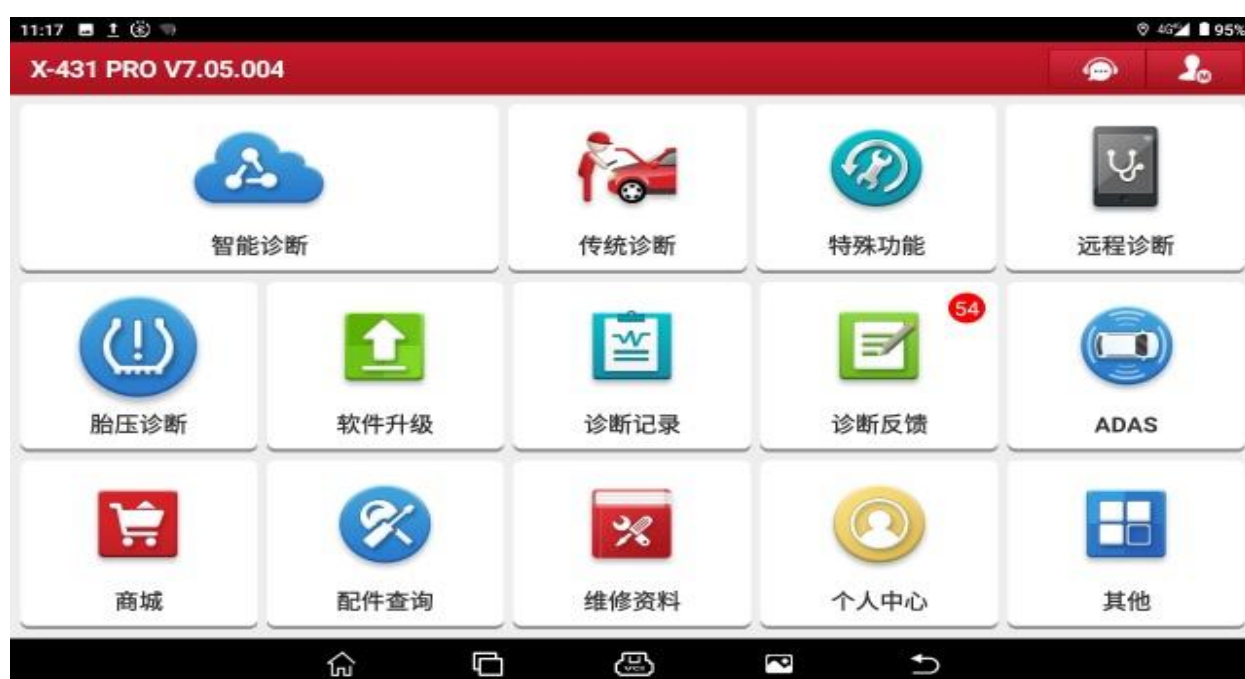 11:17 4G 95%
X-431 PRO V7.05.004
M
智能诊断 传统诊断 特殊功能 远程诊断
54
胎压诊断 软件升级 诊断记录 诊断反馈 ADAS
商城 配件查询 维修资料 个人中心 其他
VCI